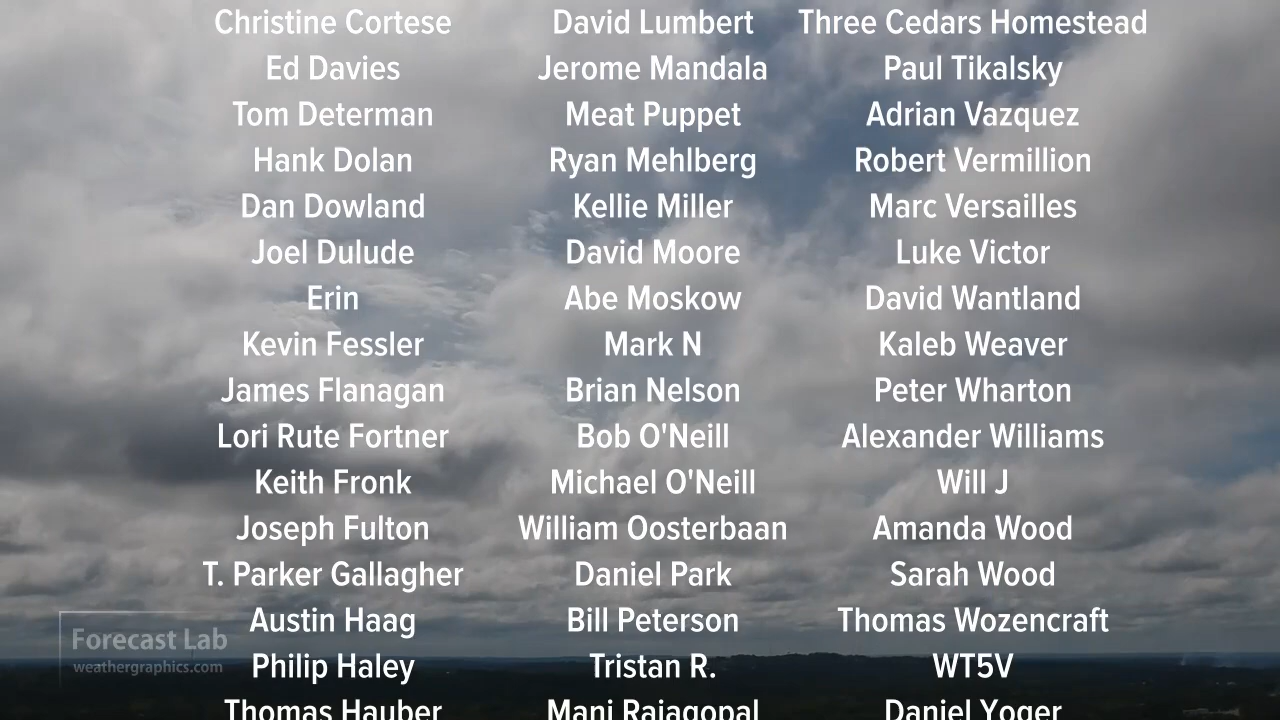 Christine Cortese
Ed Davies
Tom Determan
Hank Dolan
Dan Dowland
Joel Dulude
Erin
Kevin Fessler
James Flanagan
Lori Rute Fortner
Keith Fronk
Joseph Fulton
T. Parker Gallagher
Austin Haag
Philip Haley
Thomas Hauber
David Lumbert
Jerome Mandala
Meat Puppet
Ryan Mehlberg
Kellie Miller
David Moore
Abe Moskow
Mark N
Brian Nelson
Bob O'Neill
Michael O'Neill
William Oosterbaan
Daniel Park
Bill Peterson
Tristan R.
Mani Rajagopal
Three Cedars Homestead
Paul Tikalsky
Adrian Vazquez
Robert Vermillion
Marc Versailles
Luke Victor
David Wantland
Kaleb Weaver
Peter Wharton
Alexander Williams
Will J
Amanda Wood
Sarah Wood
Thomas Wozencraft
WT5V
Daniel Yoger
Forecast Lab
weathergraphics.com